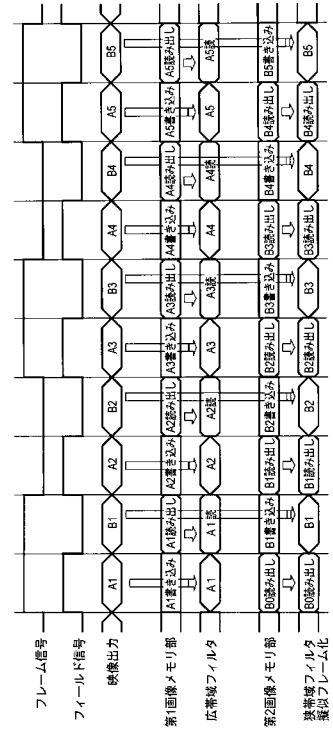 フレーム信号
フィールド信号
映像出力 A1 B1 A2 B2 A3 B3 A4 B4 A5 B5
第1画像メモリ部 A1書き込み A1読み出し A2書き込み A2読み出し A3書き込み A3読み出し A4書き込み A4読み出し A5書き込み A5読み出し
広帯域フィルタ A1 A1読 A2 A2読 A3 A3読 A4 A4読 A5 A5読
第2画像メモリ部 B0読み出し B1書き込み B1読み出し B2書き込み B2読み出し B3書き込み B3読み出し B4書き込み B4読み出し B5書き込み
狭帯域フィルタ B0読み出し B1 B1読み出し B2 B2読み出し B3 B3読み出し B4 B4読み出し B5
擬似フレーム化